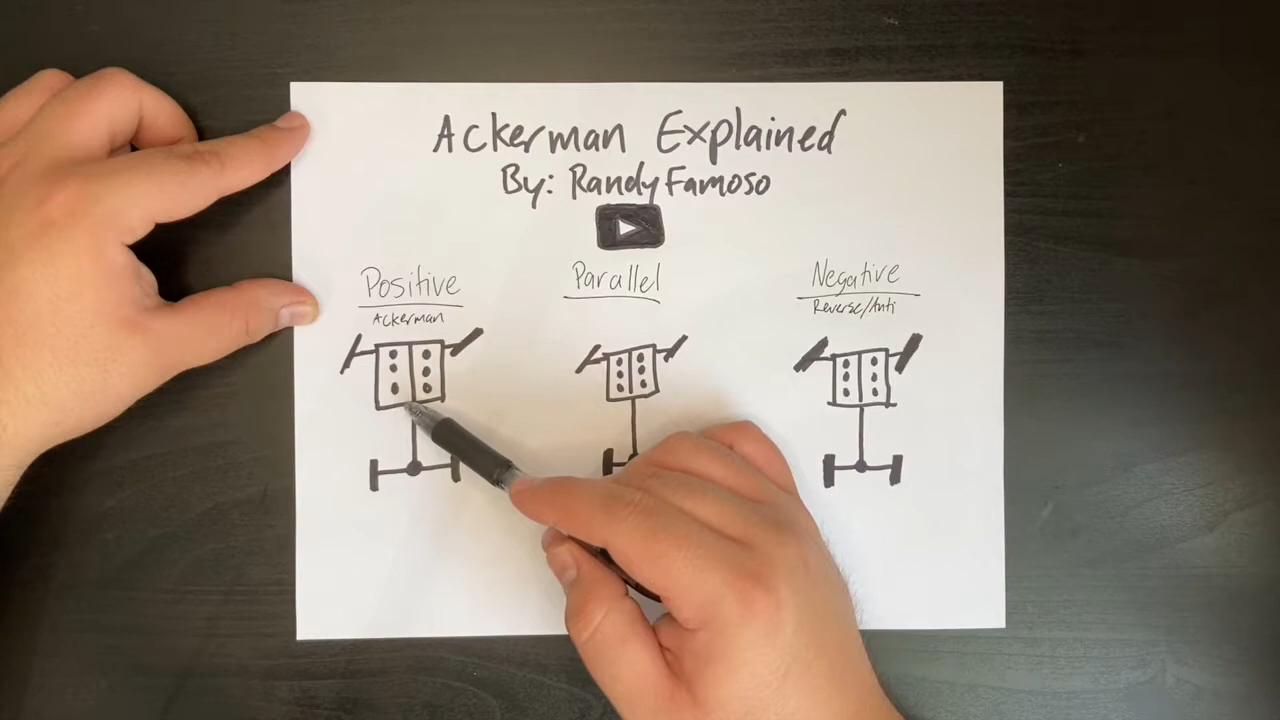 Ackerman Explained
By: Randy Famoso
Positive
Ackerman
Parallel
Negative
Reverse/Anti